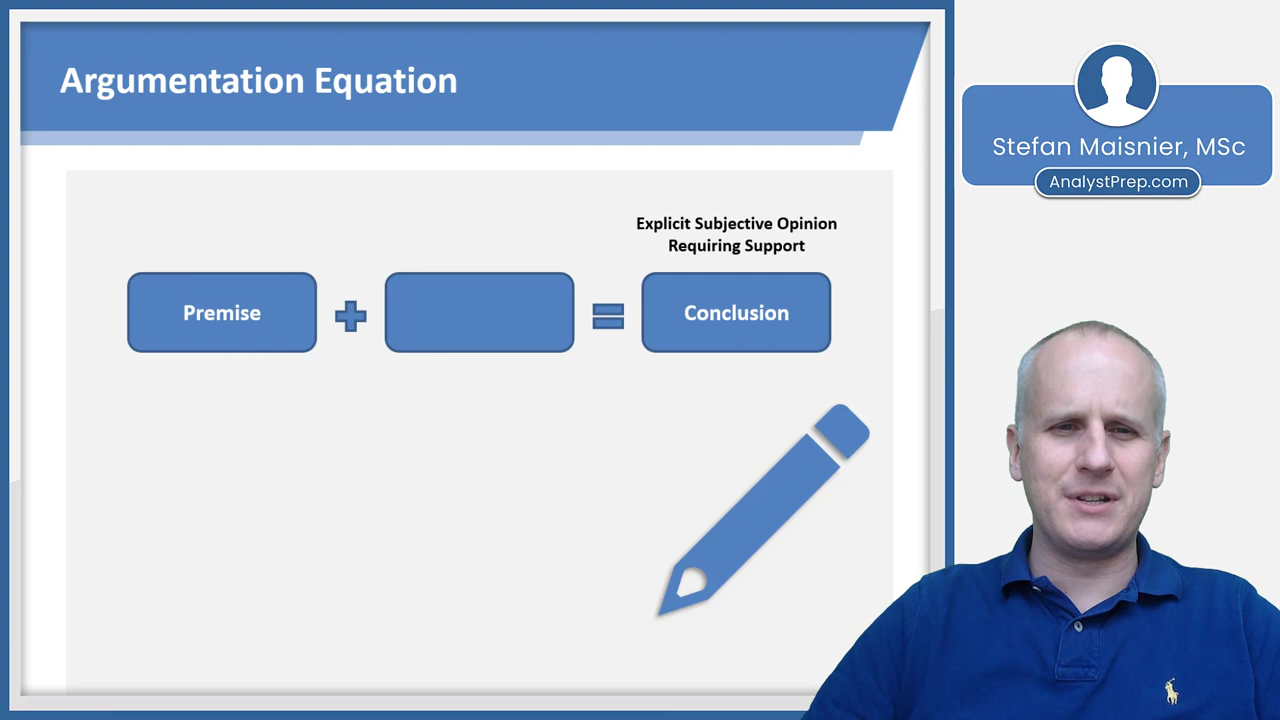 Argumentation Equation
Stefan Maisnier, MSc
AnalystPrep.com
Explicit Subjective Opinion
Requiring Support
Premise
Conclusion